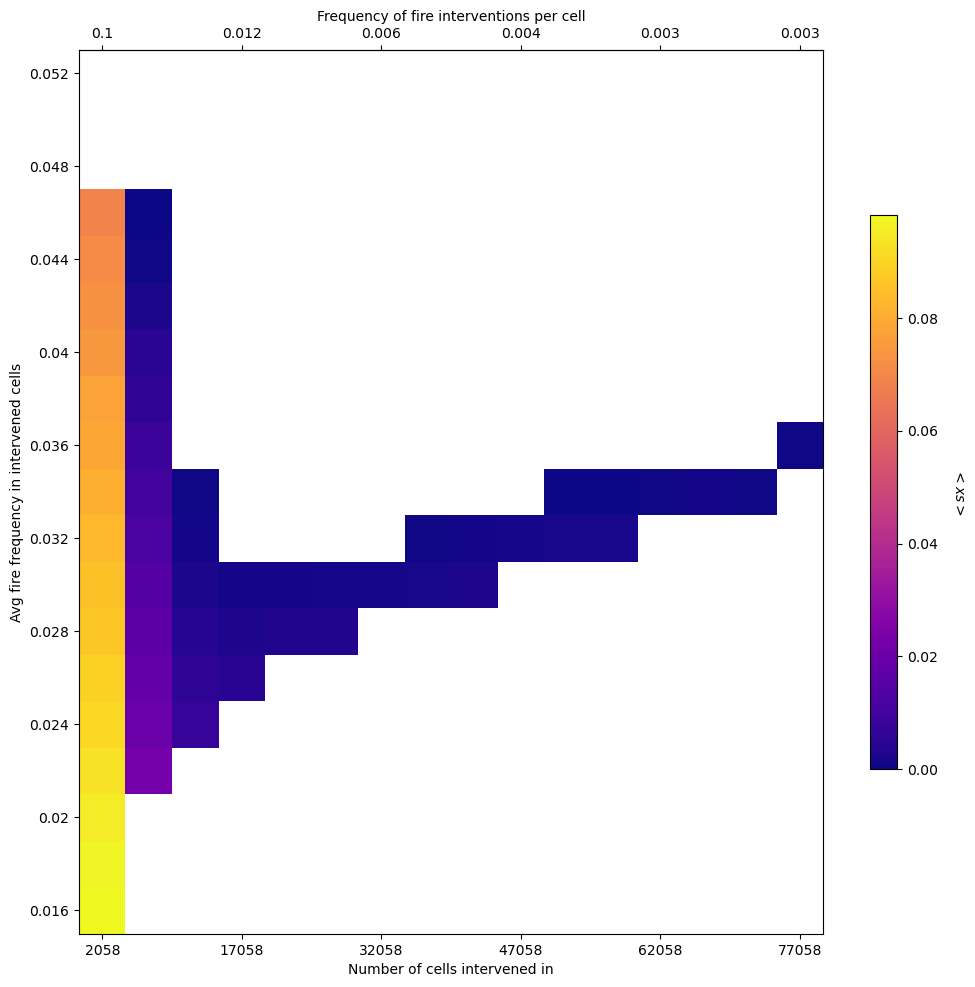 Frequency of fire interventions per cell
0.1 0.012 0.006 0.004 0.003 0.003
0.052
0.048
0.044
0.04
0.036
0.032
0.028
0.024
0.02
0.016
Avg fire frequency in intervened cells
2058 17058 32058 47058 62058 77058
Number of cells intervened in
0.08
0.06
0.04
0.02
0.00
< xs >